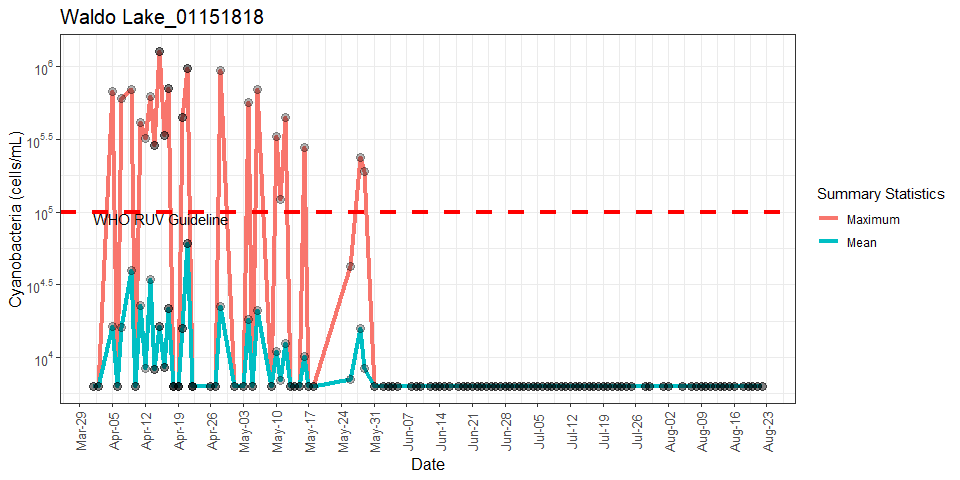 Waldo Lake_01151818
Cyanobacteria (cells/mL)
10^6
10^5.5
10^5
10^4.5
10^4
WHO RUV Guideline
Mar-29
Apr-05
Apr-12
Apr-19
Apr-26
May-03
May-10
May-17
May-24
May-31
Jun-07
Jun-14
Jun-21
Jun-28
Jul-05
Jul-12
Jul-19
Jul-26
Aug-02
Aug-09
Aug-16
Aug-23
Date
Summary Statistics
Maximum
Mean